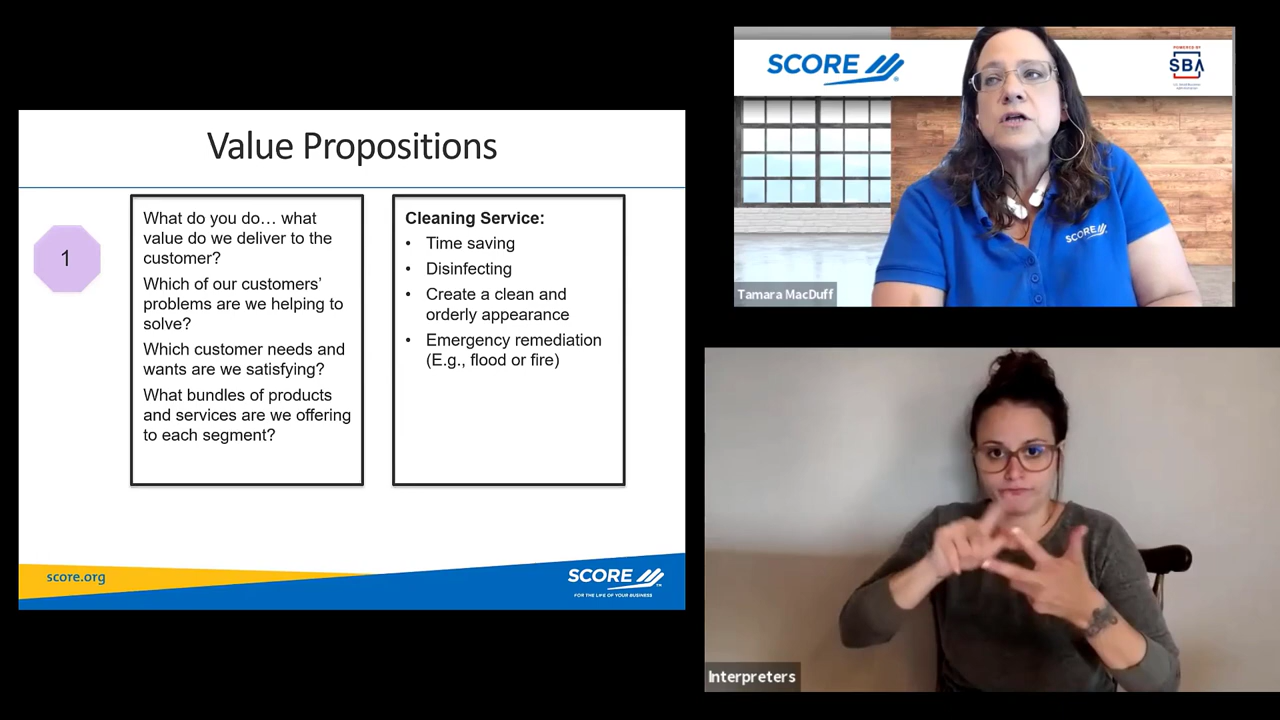 Value Propositions
1
What do you do… what
value do we deliver to the
customer?
Which of our customers’
problems are we helping to
solve?
Which customer needs and
wants are we satisfying?
What bundles of products
and services are we offering
to each segment?
Cleaning Service:
• Time saving
• Disinfecting
• Create a clean and
orderly appearance
• Emergency remediation
(E.g., flood or fire)
score.org
SCORE
FOR THE LIFE OF YOUR BUSINESS
SCORE
POWERED BY
SBA
SCORE
Tamara MacDuff
Interpreters